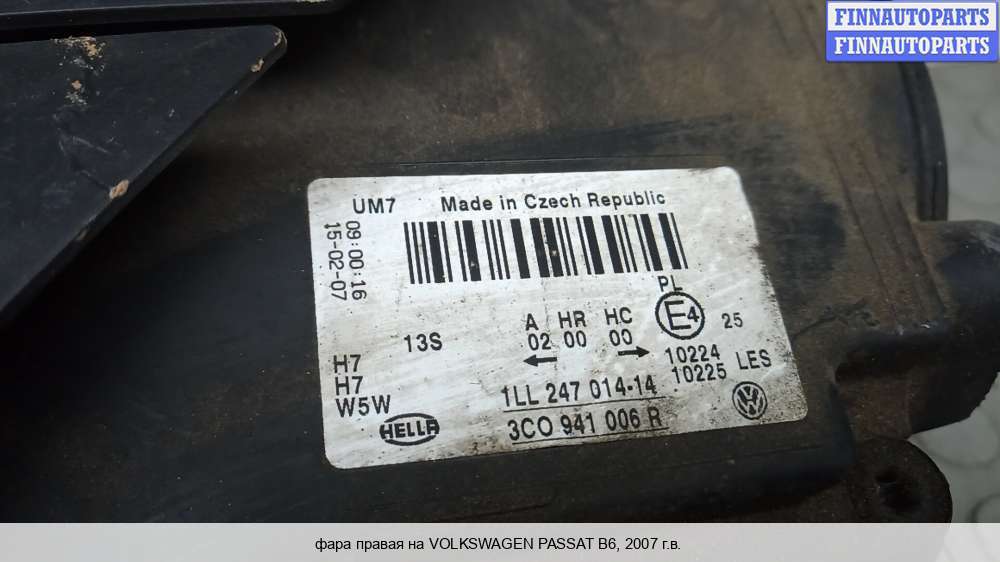 FINNAUTOPARTS
FINNAUTOPARTS
UM7 Made in Czech Republic
09:00:16
15-02-07
PL
13S
A HR HC
02 00 00
E4 25
H7
H7
W5W
10224
10225 LES
1LL 247 014-14
3C0 941 006 R
HELLA
VW
фара правая на VOLKSWAGEN PASSAT B6, 2007 г.в.